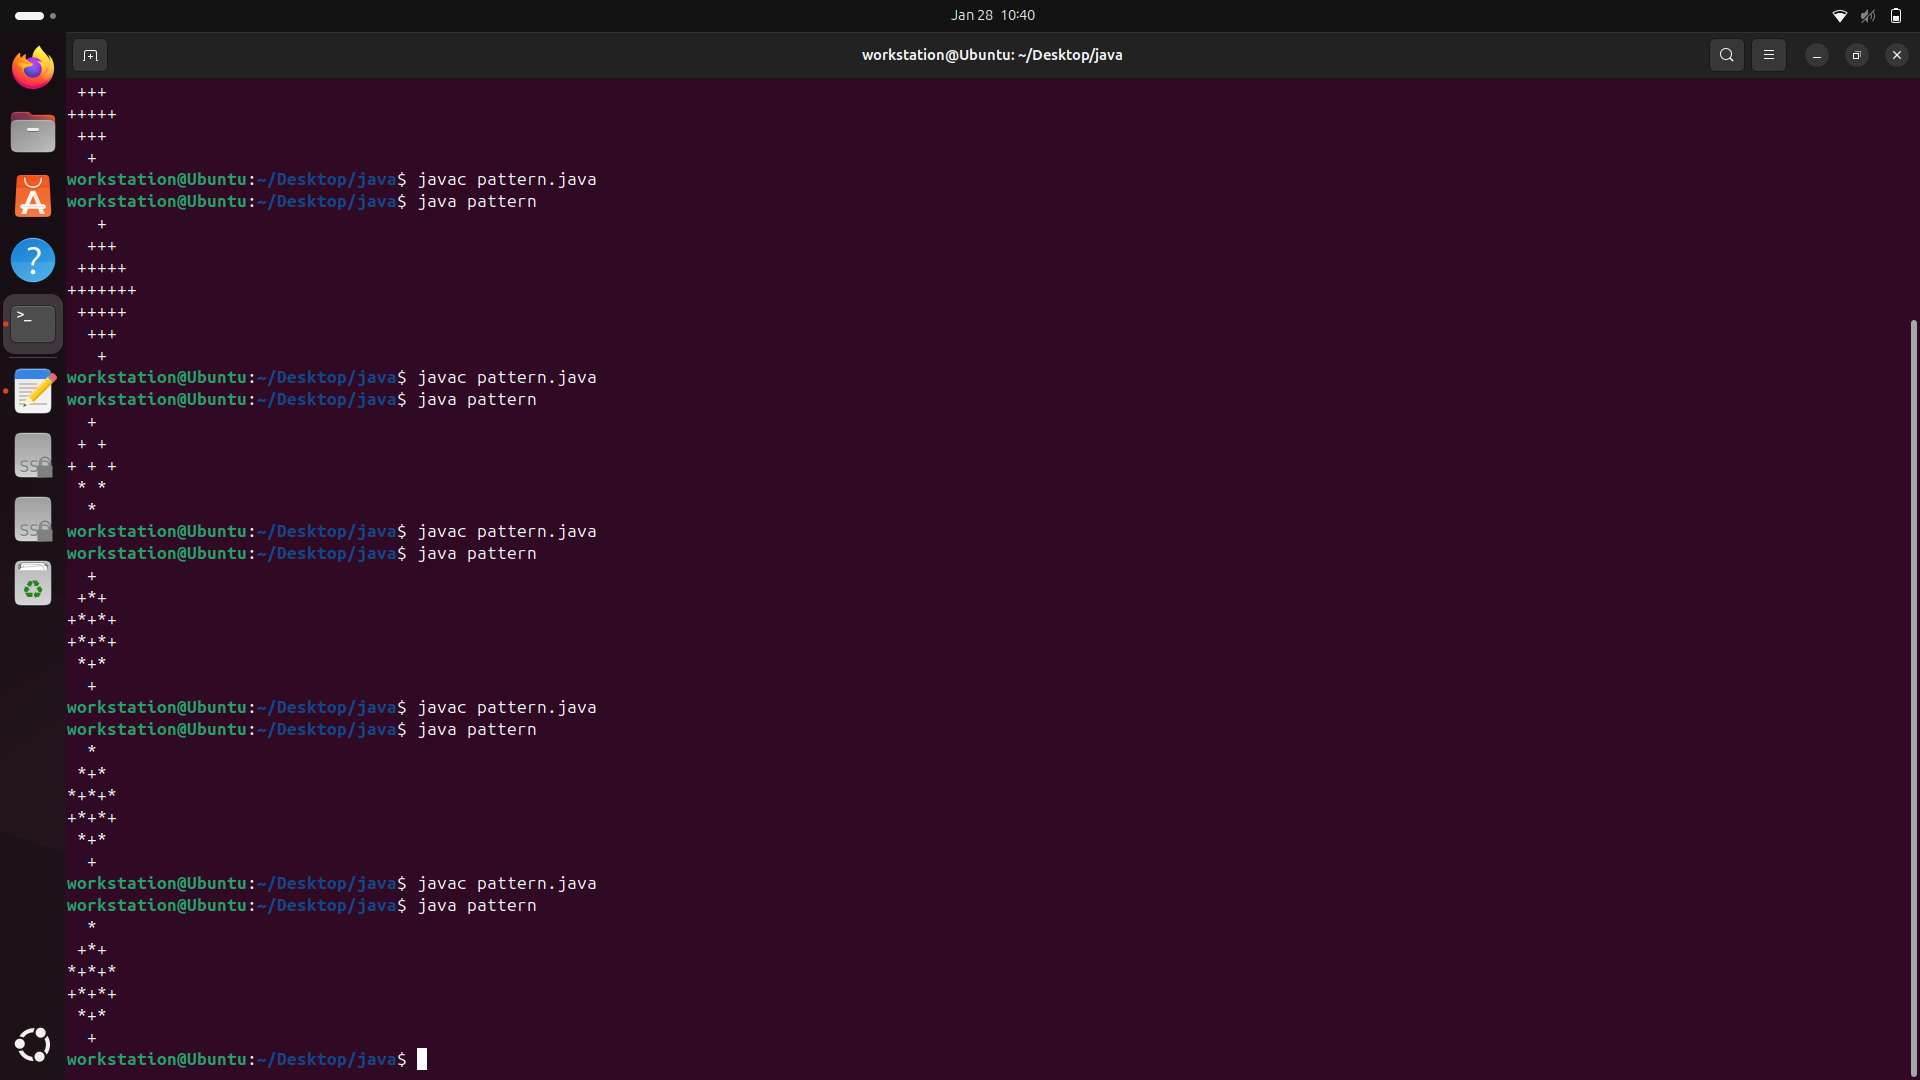 Jan 28 10:40
workstation@Ubuntu: ~/Desktop/java
 +++
+++++
 +++
  +
workstation@Ubuntu:~/Desktop/java$ javac pattern.java
workstation@Ubuntu:~/Desktop/java$ java pattern
   +
  +++
 +++++
+++++++
 +++++
  +++
   +
workstation@Ubuntu:~/Desktop/java$ javac pattern.java
workstation@Ubuntu:~/Desktop/java$ java pattern
  +
 + +
+ + +
 * *
  *
workstation@Ubuntu:~/Desktop/java$ javac pattern.java
workstation@Ubuntu:~/Desktop/java$ java pattern
  +
 +*+
+*+*+
+*+*+
 *+*
  +
workstation@Ubuntu:~/Desktop/java$ javac pattern.java
workstation@Ubuntu:~/Desktop/java$ java pattern
  *
 *+*
*+*+*
+*+*+
 *+*
  +
workstation@Ubuntu:~/Desktop/java$ javac pattern.java
workstation@Ubuntu:~/Desktop/java$ java pattern
  *
 +*+
*+*+*
+*+*+
 *+*
  +
workstation@Ubuntu:~/Desktop/java$